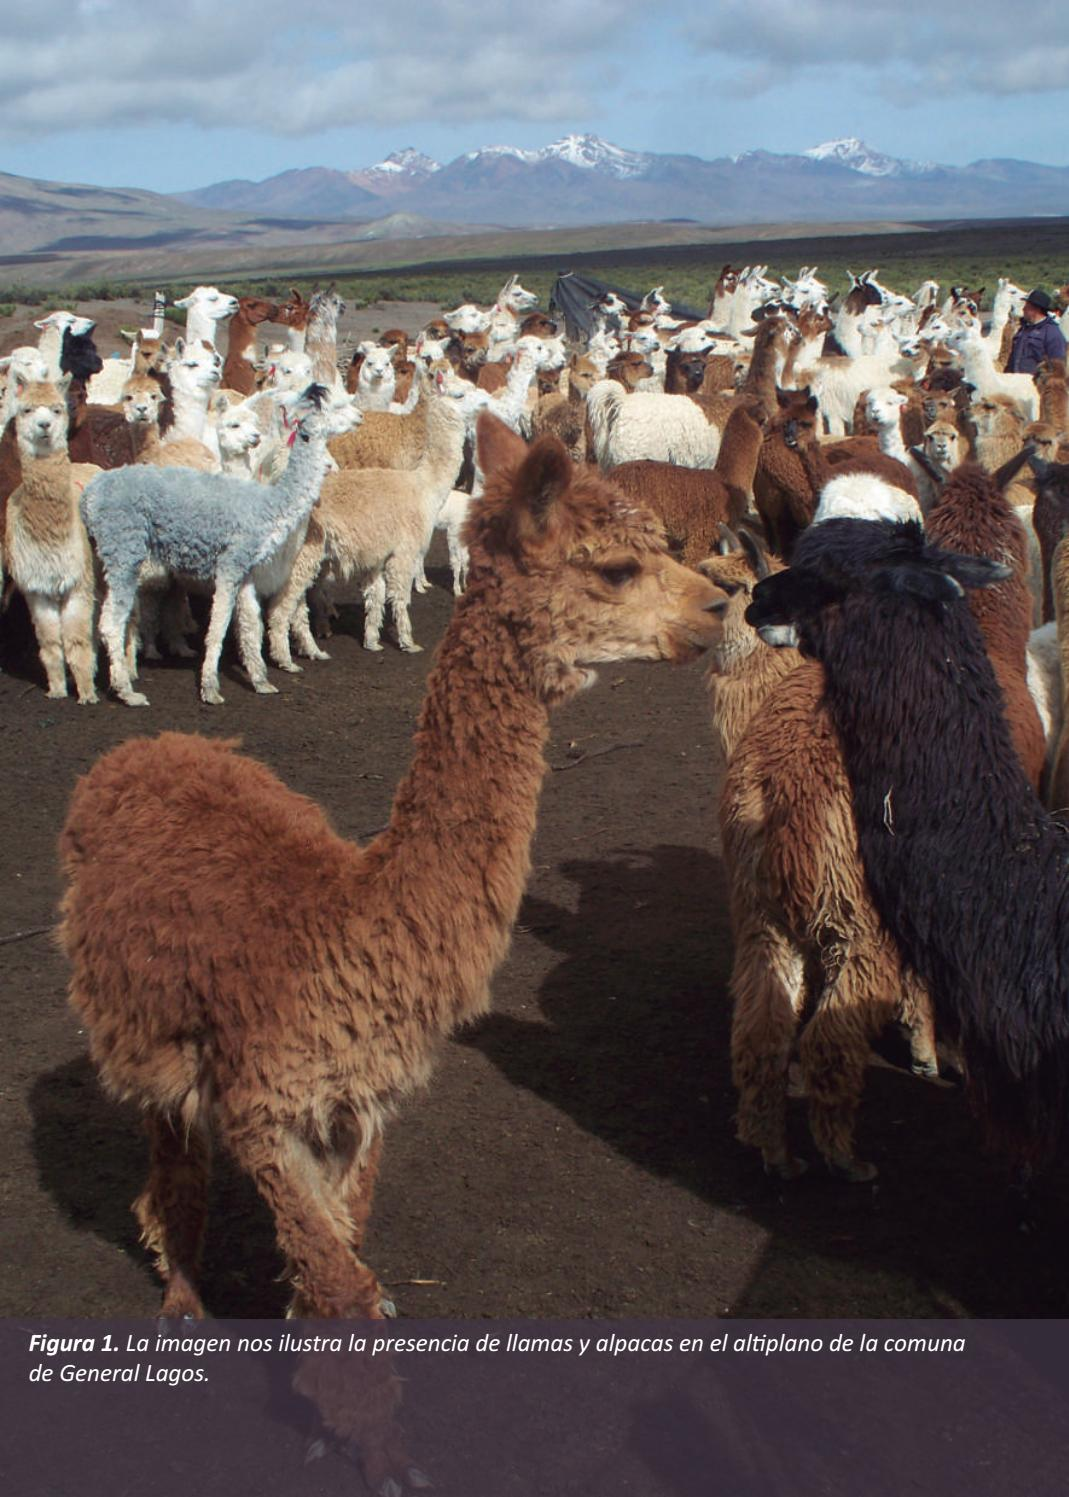 Figura 1. La imagen nos ilustra la presencia de llamas y alpacas en el altiplano de la comuna
de General Lagos.